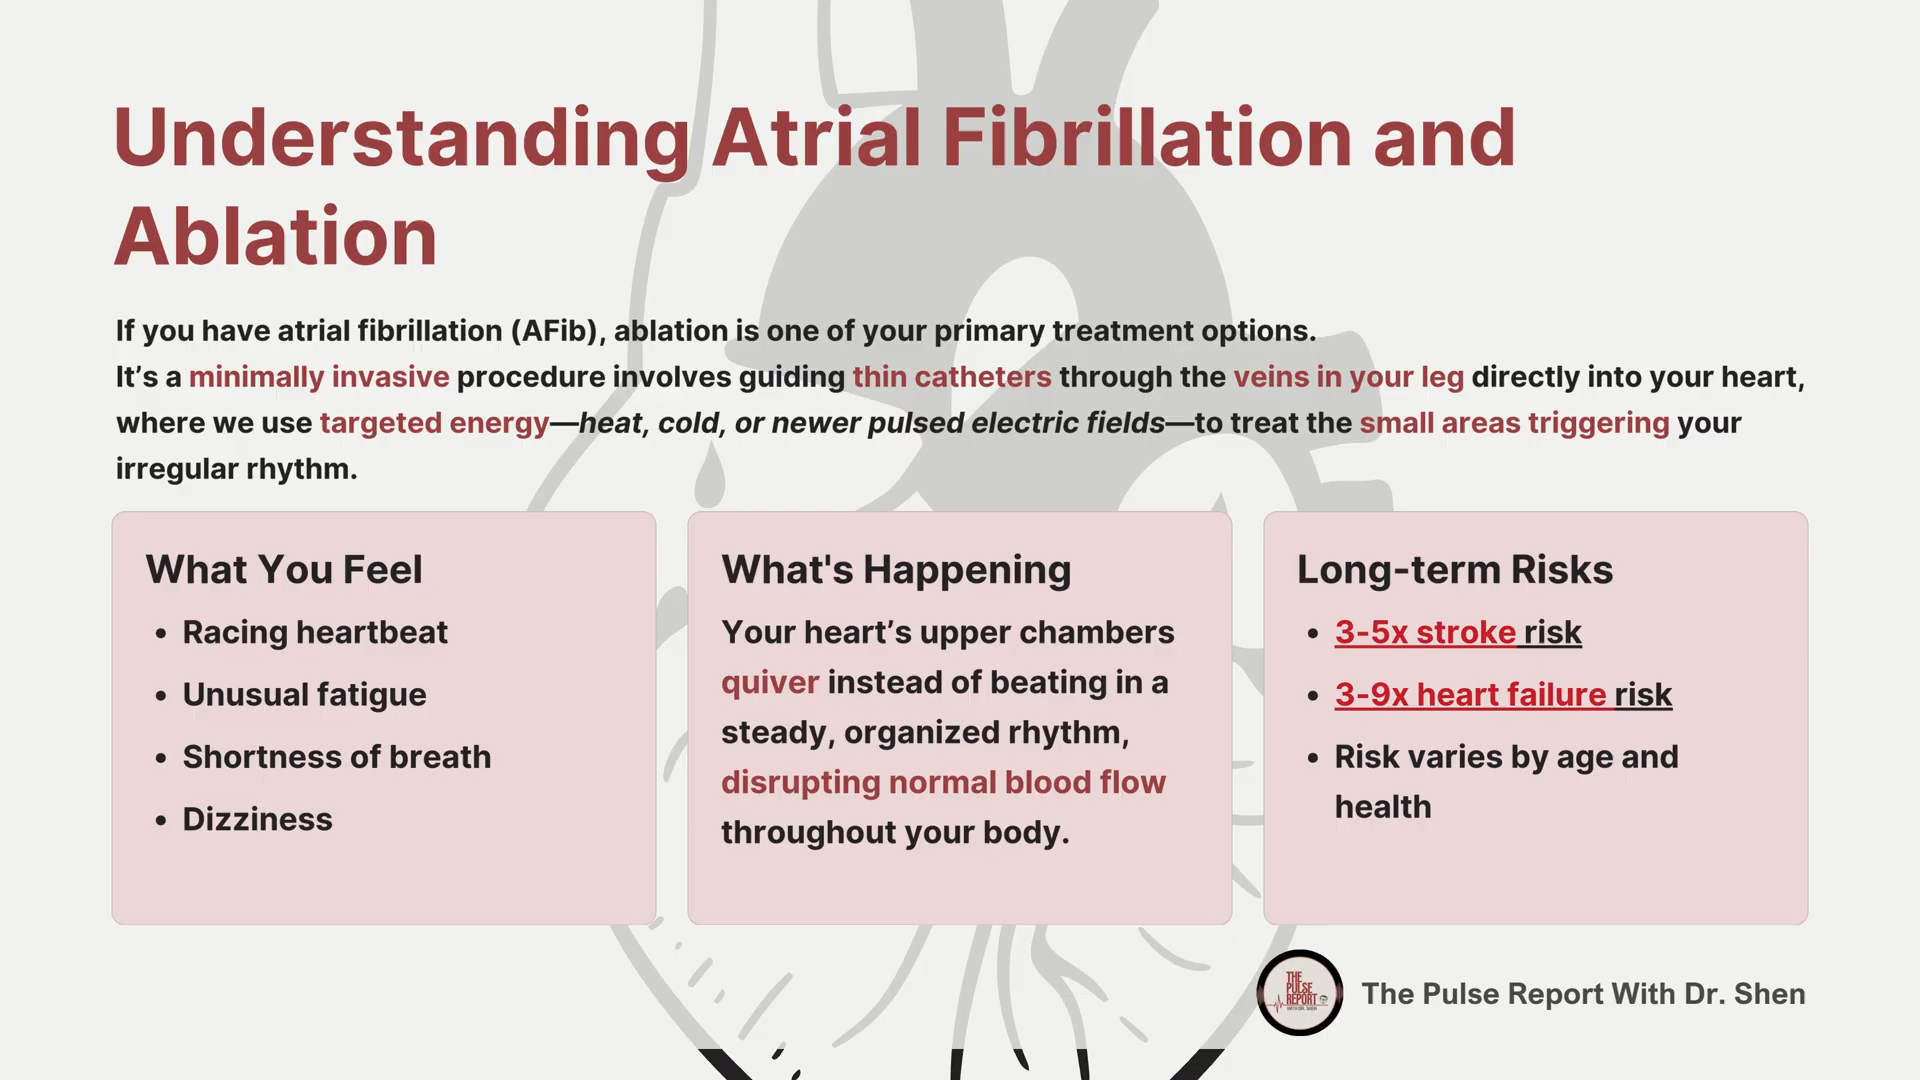 Understanding Atrial Fibrillation and
Ablation
If you have atrial fibrillation (AFib), ablation is one of your primary treatment options.
It’s a minimally invasive procedure involves guiding thin catheters through the veins in your leg directly into your heart,
where we use targeted energy—heat, cold, or newer pulsed electric fields—to treat the small areas triggering your
irregular rhythm.
What You Feel
• Racing heartbeat
• Unusual fatigue
• Shortness of breath
• Dizziness
What's Happening
Your heart’s upper chambers
quiver instead of beating in a
steady, organized rhythm,
disrupting normal blood flow
throughout your body.
Long-term Risks
• 3-5x stroke risk
• 3-9x heart failure risk
• Risk varies by age and
health
THE
PULSE
REPORT
WITH DR. SHEN
The Pulse Report With Dr. Shen